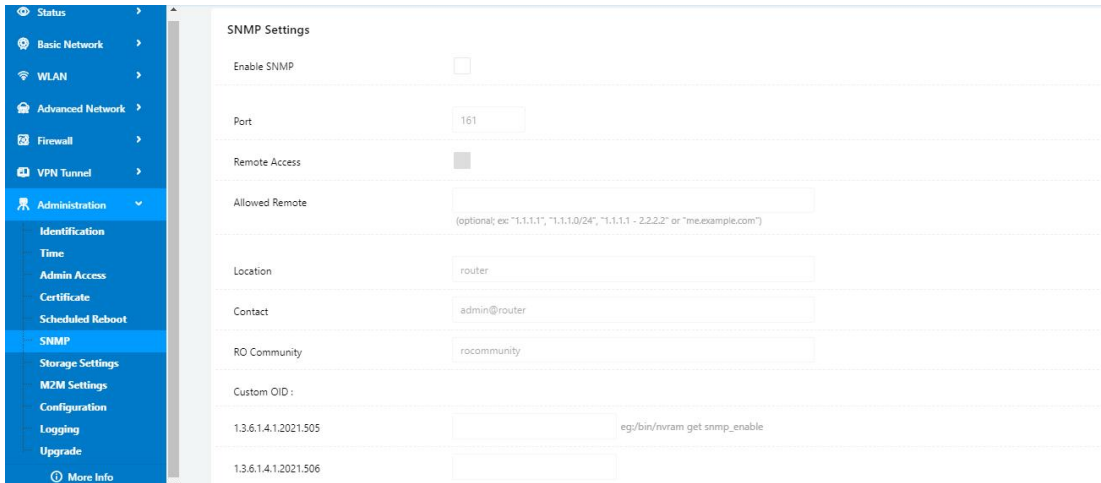 Status
Basic Network
WLAN
Advanced Network
Firewall
VPN Tunnel
Administration
Identification
Time
Admin Access
Certificate
Scheduled Reboot
SNMP
Storage Settings
M2M Settings
Configuration
Logging
Upgrade
More Info
SNMP Settings
Enable SNMP
Port 161
Remote Access
Allowed Remote
(optional; ex: "1.1.1.1", "1.1.1.0/24", "1.1.1.1 - 2.2.2.2" or "me.example.com")
Location router
Contact admin@router
RO Community rocommunity
Custom OID :
1.3.6.1.4.1.2021.505 eg:/bin/nvram get snmp_enable
1.3.6.1.4.1.2021.506